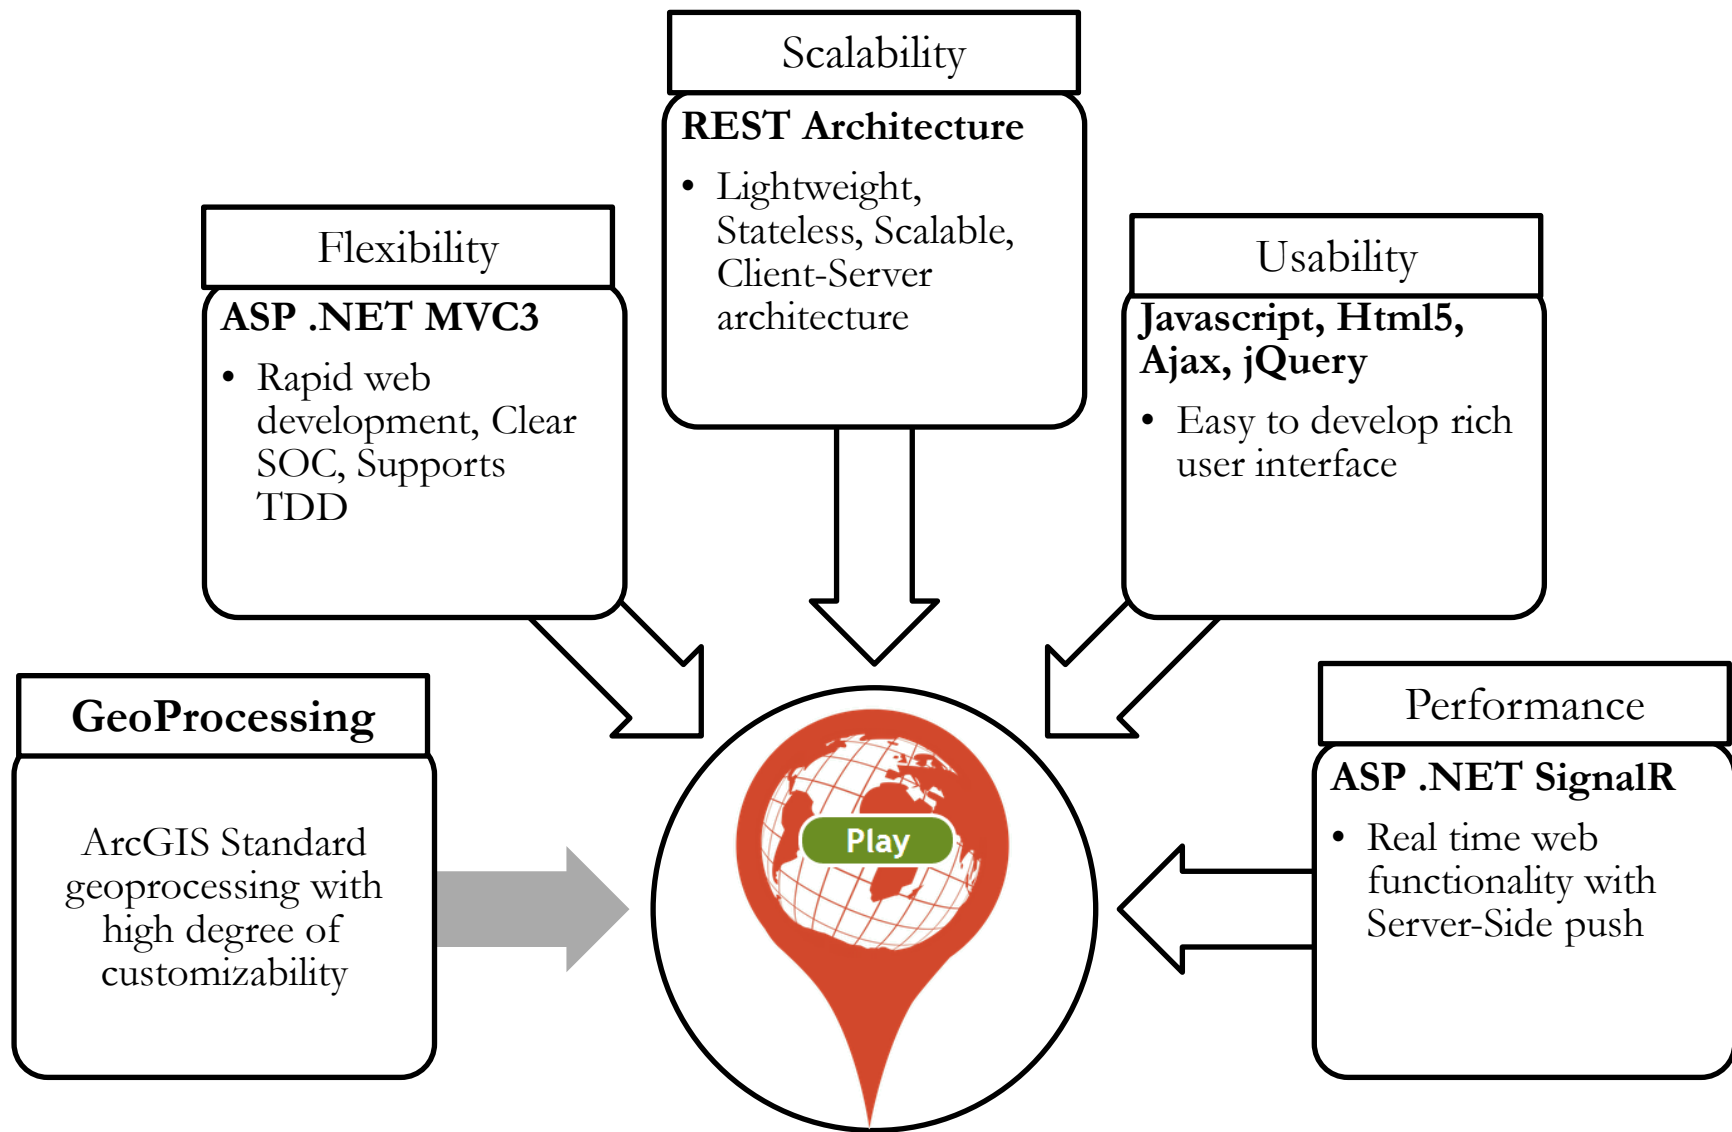 Scalability
REST Architecture
• Lightweight,
Stateless, Scalable,
Client-Server
architecture
Flexibility
ASP .NET MVC3
• Rapid web
development, Clear
SOC, Supports
TDD
Usability
Javascript, Html5,
Ajax, jQuery
• Easy to develop rich
user interface
GeoProcessing
ArcGIS Standard
geoprocessing with
high degree of
customizability
Play
Performance
ASP .NET SignalR
• Real time web
functionality with
Server-Side push